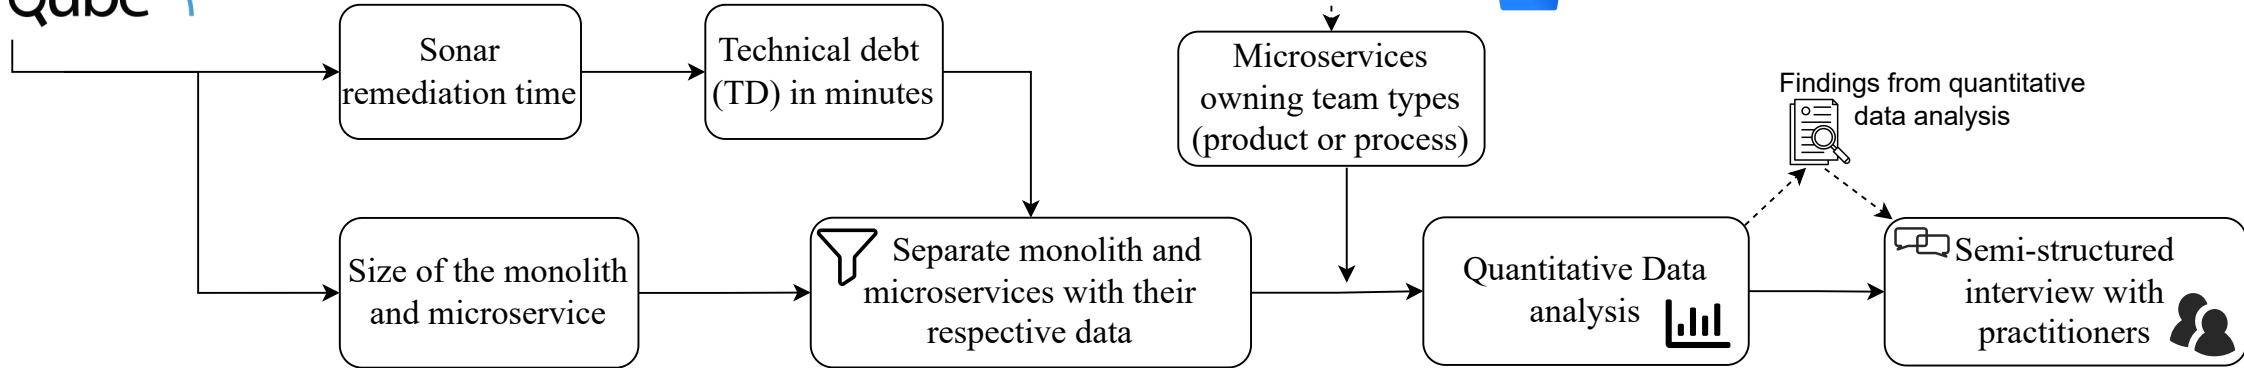 Qube
Sonar
remediation time
Technical debt
(TD) in minutes
Microservices
owning team types
(product or process)
Findings from quantitative
data analysis
Size of the monolith
and microservice
Separate monolith and
microservices with their
respective data
Quantitative Data
analysis
Semi-structured
interview with
practitioners